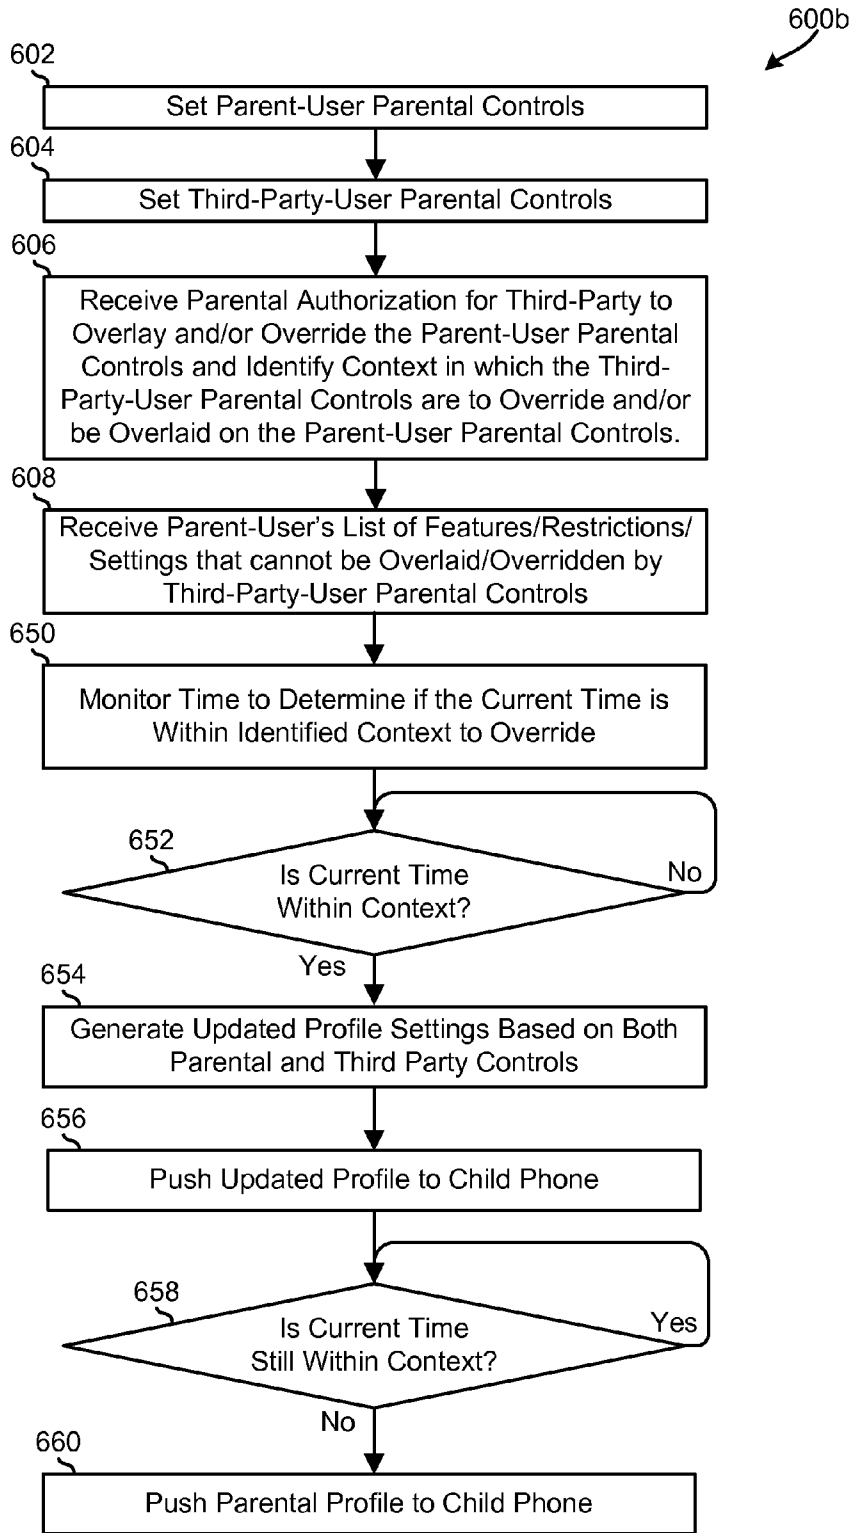 600b
602
Set Parent-User Parental Controls
604
Set Third-Party-User Parental Controls
606
Receive Parental Authorization for Third-Party to
Overlay and/or Override the Parent-User Parental
Controls and Identify Context in which the Third-
Party-User Parental Controls are to Override and/or
be Overlaid on the Parent-User Parental Controls.
608
Receive Parent-User's List of Features/Restrictions/
Settings that cannot be Overlaid/Overridden by
Third-Party-User Parental Controls
650
Monitor Time to Determine if the Current Time is
Within Identified Context to Override
652
Is Current Time
Within Context?
No
Yes
654
Generate Updated Profile Settings Based on Both
Parental and Third Party Controls
656
Push Updated Profile to Child Phone
658
Is Current Time
Still Within Context?
Yes
No
660
Push Parental Profile to Child Phone